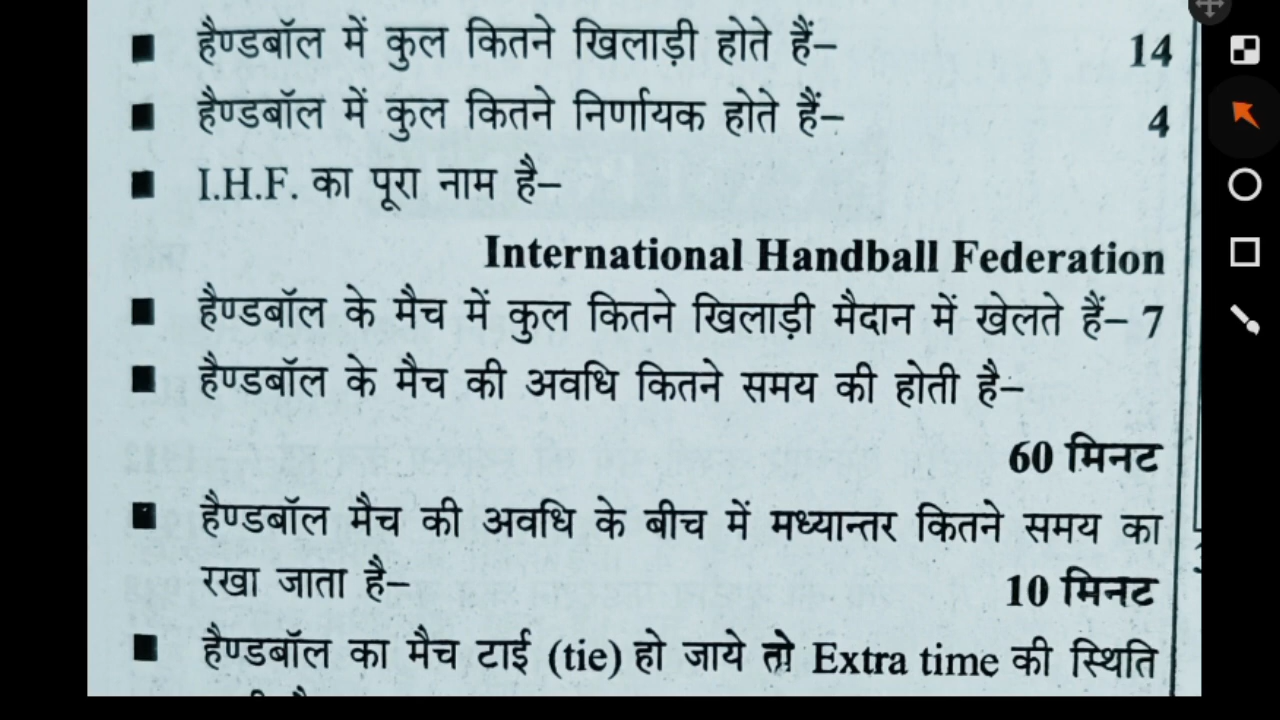 हैण्डबॉल में कुल कितने खिलाड़ी होते हैं– 14
हैण्डबॉल में कुल कितने निर्णायक होते हैं– 4
I.H.F. का पूरा नाम है–
International Handball Federation
हैण्डबॉल के मैच में कुल कितने खिलाड़ी मैदान में खेलते हैं– 7
हैण्डबॉल के मैच की अवधि कितने समय की होती है–
60 मिनट
हैण्डबॉल मैच की अवधि के बीच में मध्यान्तर कितने समय का
रखा जाता है– 10 मिनट
हैण्डबॉल का मैच टाई (tie) हो जाये तो Extra time की स्थिति